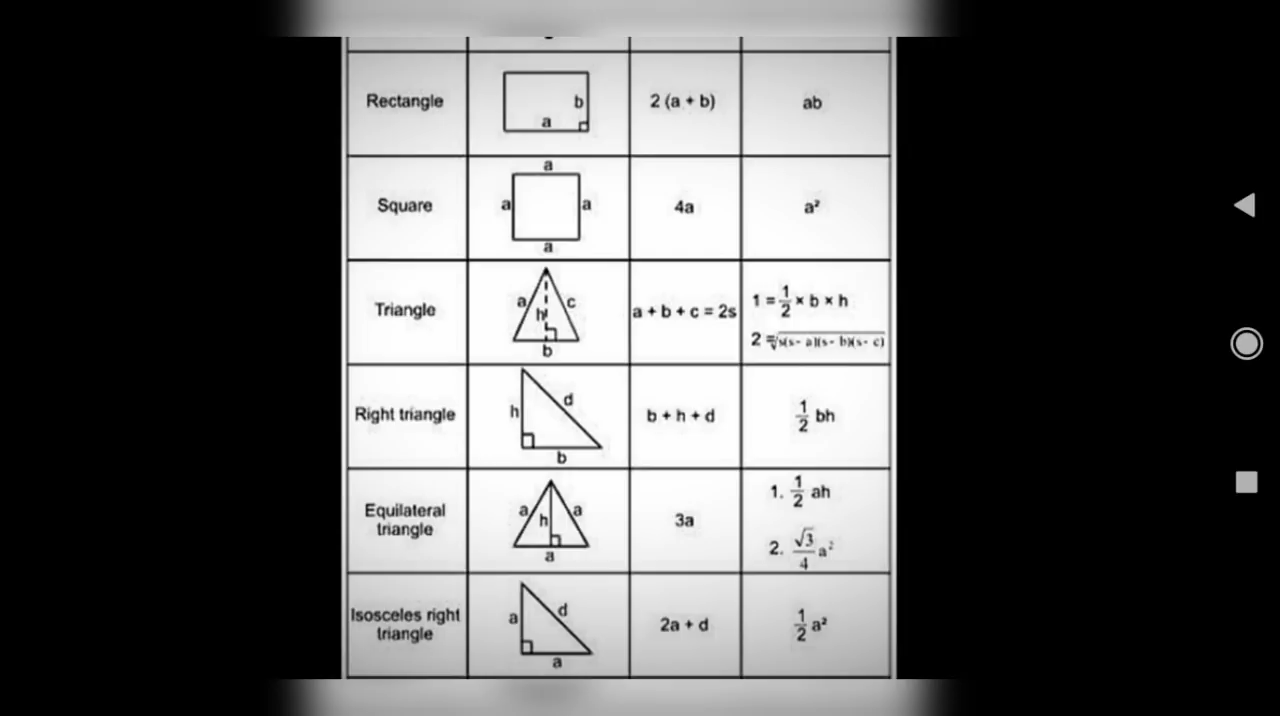 Rectangle
b
a
2 (a + b)
ab
Square
a
a
a
a
4a
a²
Triangle
a
c
h
b
a + b + c = 2s
1 = 1/2 × b × h
2 = √s(s- a)(s- b)(s- c)
Right triangle
h
d
b
b + h + d
1/2 bh
Equilateral
triangle
a
h
a
a
3a
1. 1/2 ah
2. √3/4 a²
Isosceles right
triangle
a
d
a
2a + d
1/2 a²